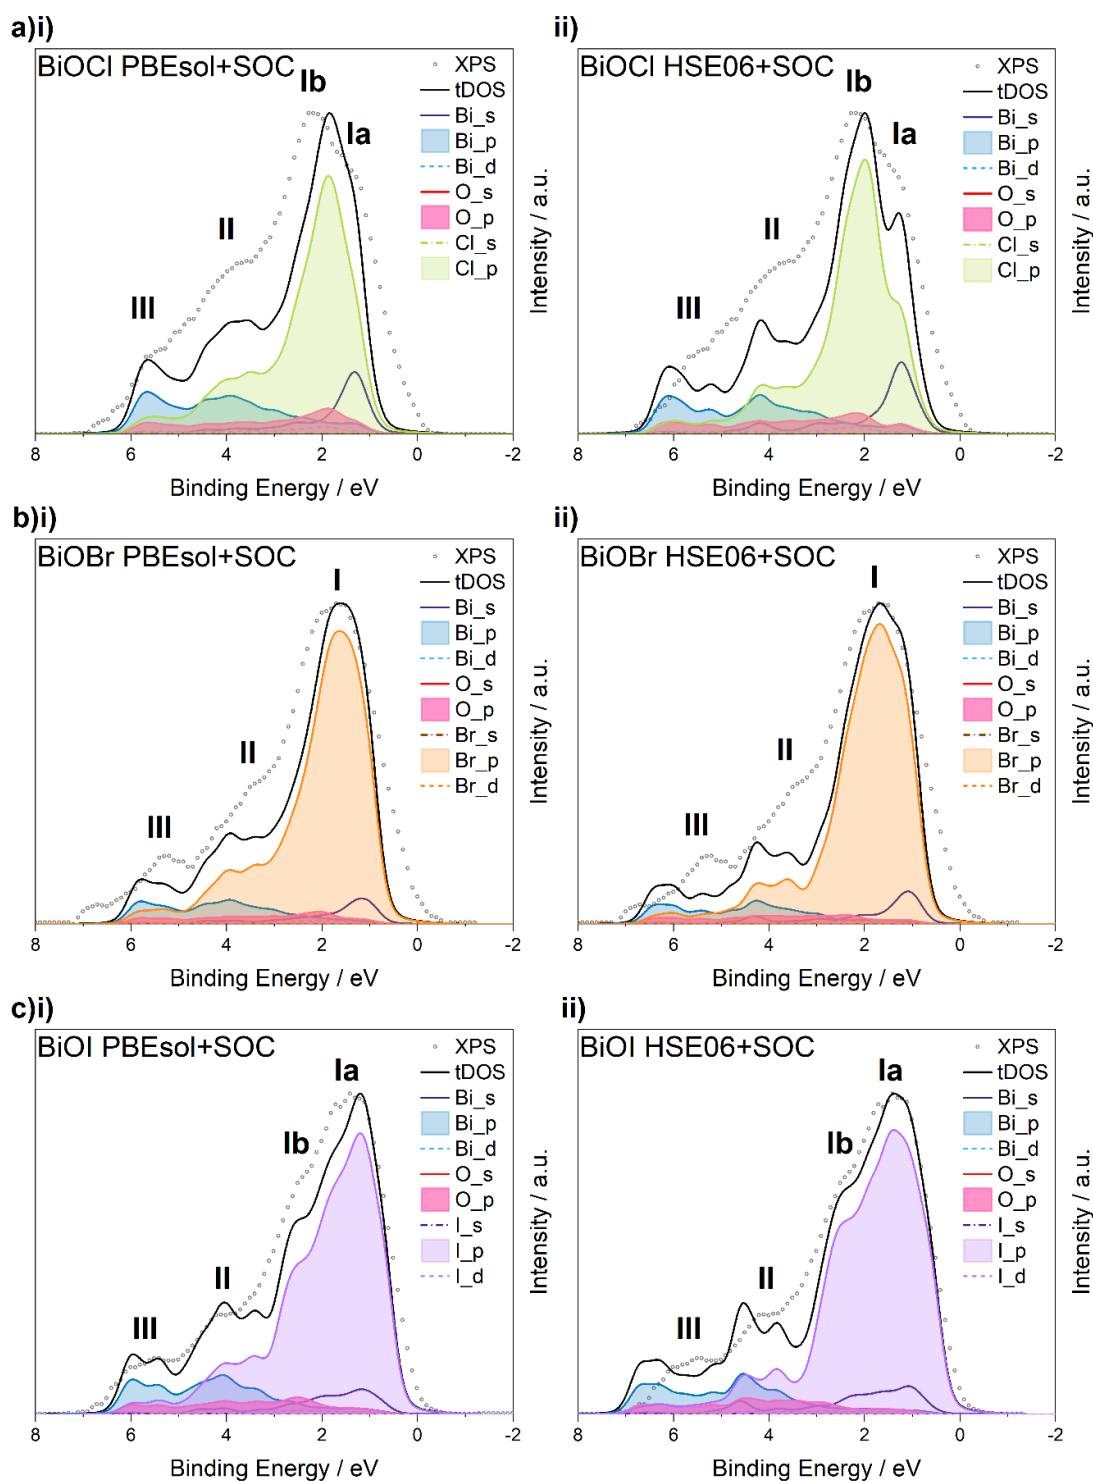 a)i)
BiOCl PBEsol+SOC
Ib
Ia
II
III
XPS
tDOS
Bi_s
Bi_p
Bi_d
O_s
O_p
Cl_s
Cl_p
Intensity / a.u.
8 6 4 2 0 -2
Binding Energy / eV
ii)
BiOCl HSE06+SOC
Ib
Ia
II
III
XPS
tDOS
Bi_s
Bi_p
Bi_d
O_s
O_p
Cl_s
Cl_p
Intensity / a.u.
8 6 4 2 0 -2
Binding Energy / eV
b)i)
BiOBr PBEsol+SOC
I
II
III
XPS
tDOS
Bi_s
Bi_p
Bi_d
O_s
O_p
Br_s
Br_p
Br_d
Intensity / a.u.
8 6 4 2 0 -2
Binding Energy / eV
ii)
BiOBr HSE06+SOC
I
II
III
XPS
tDOS
Bi_s
Bi_p
Bi_d
O_s
O_p
Br_s
Br_p
Br_d
Intensity / a.u.
8 6 4 2 0 -2
Binding Energy / eV
c)i)
BiOI PBEsol+SOC
Ia
Ib
II
III
XPS
tDOS
Bi_s
Bi_p
Bi_d
O_s
O_p
I_s
I_p
I_d
Intensity / a.u.
8 6 4 2 0 -2
Binding Energy / eV
ii)
BiOI HSE06+SOC
Ia
Ib
II
III
XPS
tDOS
Bi_s
Bi_p
Bi_d
O_s
O_p
I_s
I_p
I_d
Intensity / a.u.
8 6 4 2 0 -2
Binding Energy / eV